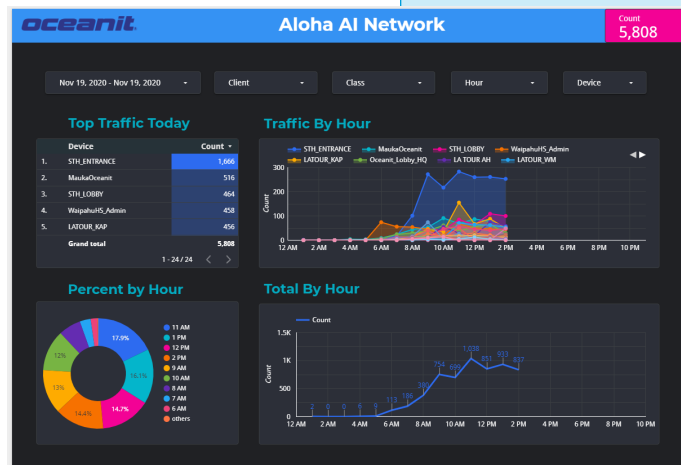 oceanit.
Aloha AI Network
Count
5,808
Nov 19, 2020 - Nov 19, 2020
Client
Class
Hour
Device
Top Traffic Today
Device Count
1. STH_ENTRANCE 1,666
2. MaukaOceanit 516
3. STH_LOBBY 464
4. WaipahuHS_Admin 458
5. LATOUR_KAP 456
Grand total 5,808
1 - 24 / 24
Traffic By Hour
STH_ENTRANCE MaukaOceanit STH_LOBBY WaipahuHS_Admin
LATOUR_KAP Oceanit_Lobby_HQ LA TOUR AH LATOUR_WM
Count
300
200
100
0
12 AM 2 AM 4 AM 6 AM 8 AM 10 AM 12 PM 2 PM 4 PM 6 PM 8 PM 10 PM
Percent by Hour
17.9%
16.1%
14.7%
14.4%
13%
12%
11 AM
1 PM
12 PM
2 PM
9 AM
10 AM
8 AM
7 AM
6 AM
others
Total By Hour
Count
Count
1.5K
1K
500
0
113 186 380 754 699 1,038 851 933 837
12 AM 2 AM 4 AM 6 AM 8 AM 10 AM 12 PM 2 PM 4 PM 6 PM 8 PM 10 PM